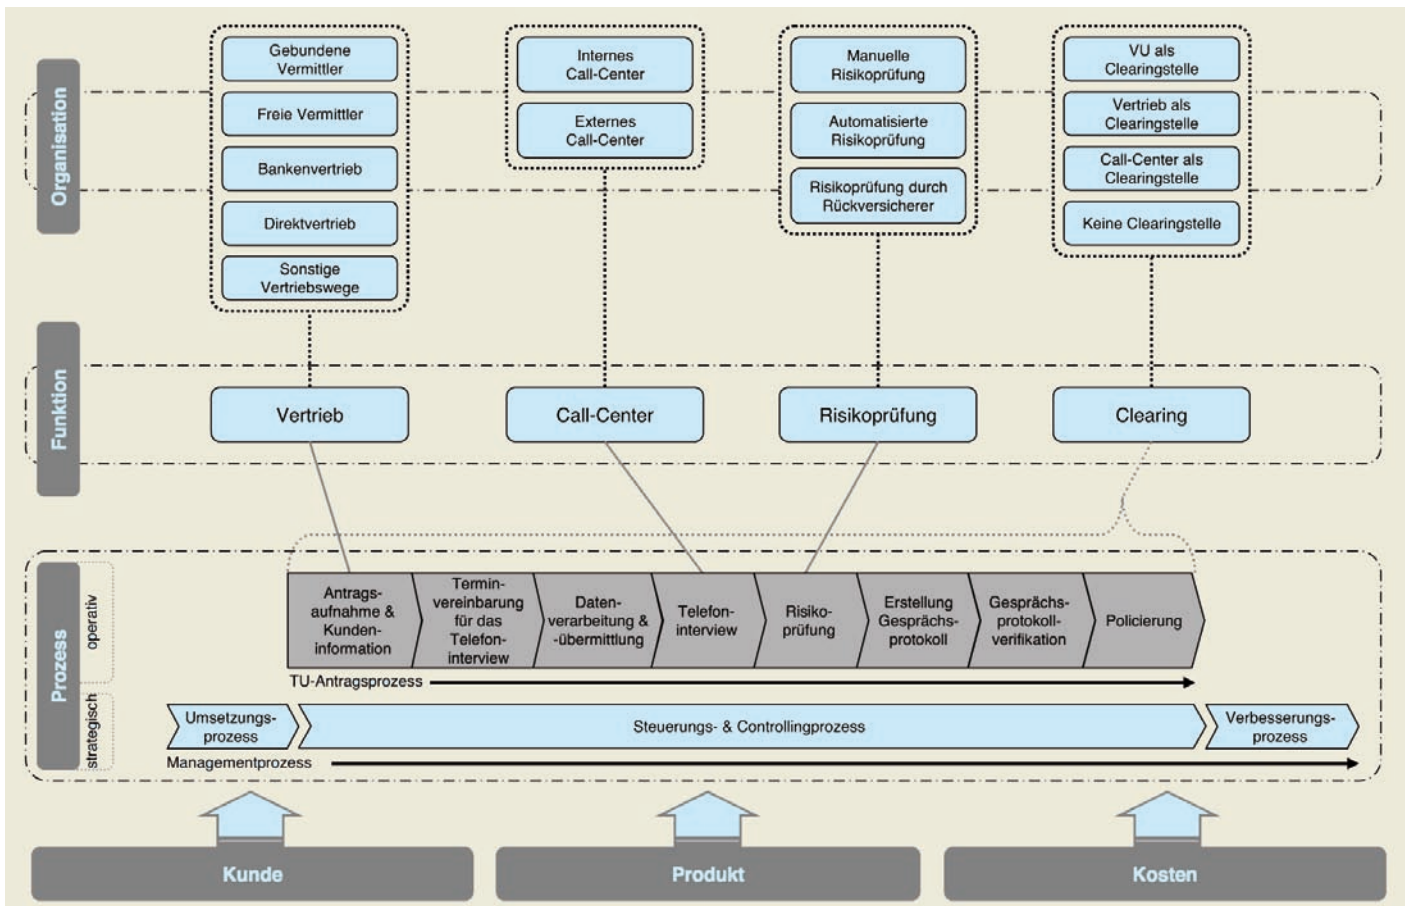 Organisation
Gebundene
Vermittler
Freie Vermittler
Bankenvertrieb
Direktvertrieb
Sonstige
Vertriebswege
Internes
Call-Center
Externes
Call-Center
Manuelle
Risikoprüfung
Automatisierte
Risikoprüfung
Risikoprüfung durch
Rückversicherer
VU als
Clearingstelle
Vertrieb als
Clearingstelle
Call-Center als
Clearingstelle
Keine Clearingstelle
Funktion
Vertrieb
Call-Center
Risikoprüfung
Clearing
Prozess
operativ
Antrags-
aufnahme &
Kunden-
information
Termin-
vereinbarung
für das
Telefon-
interview
Daten-
verarbeitung &
-übermittlung
Telefon-
interview
Risiko-
prüfung
Erstellung
Gesprächs-
protokoll
Gesprächs-
protokoll-
verifikation
Policierung
TU-Antragsprozess
strategisch
Umsetzungs-
prozess
Steuerungs- & Controllingprozess
Verbesserungs-
prozess
Managementprozess
Kunde
Produkt
Kosten